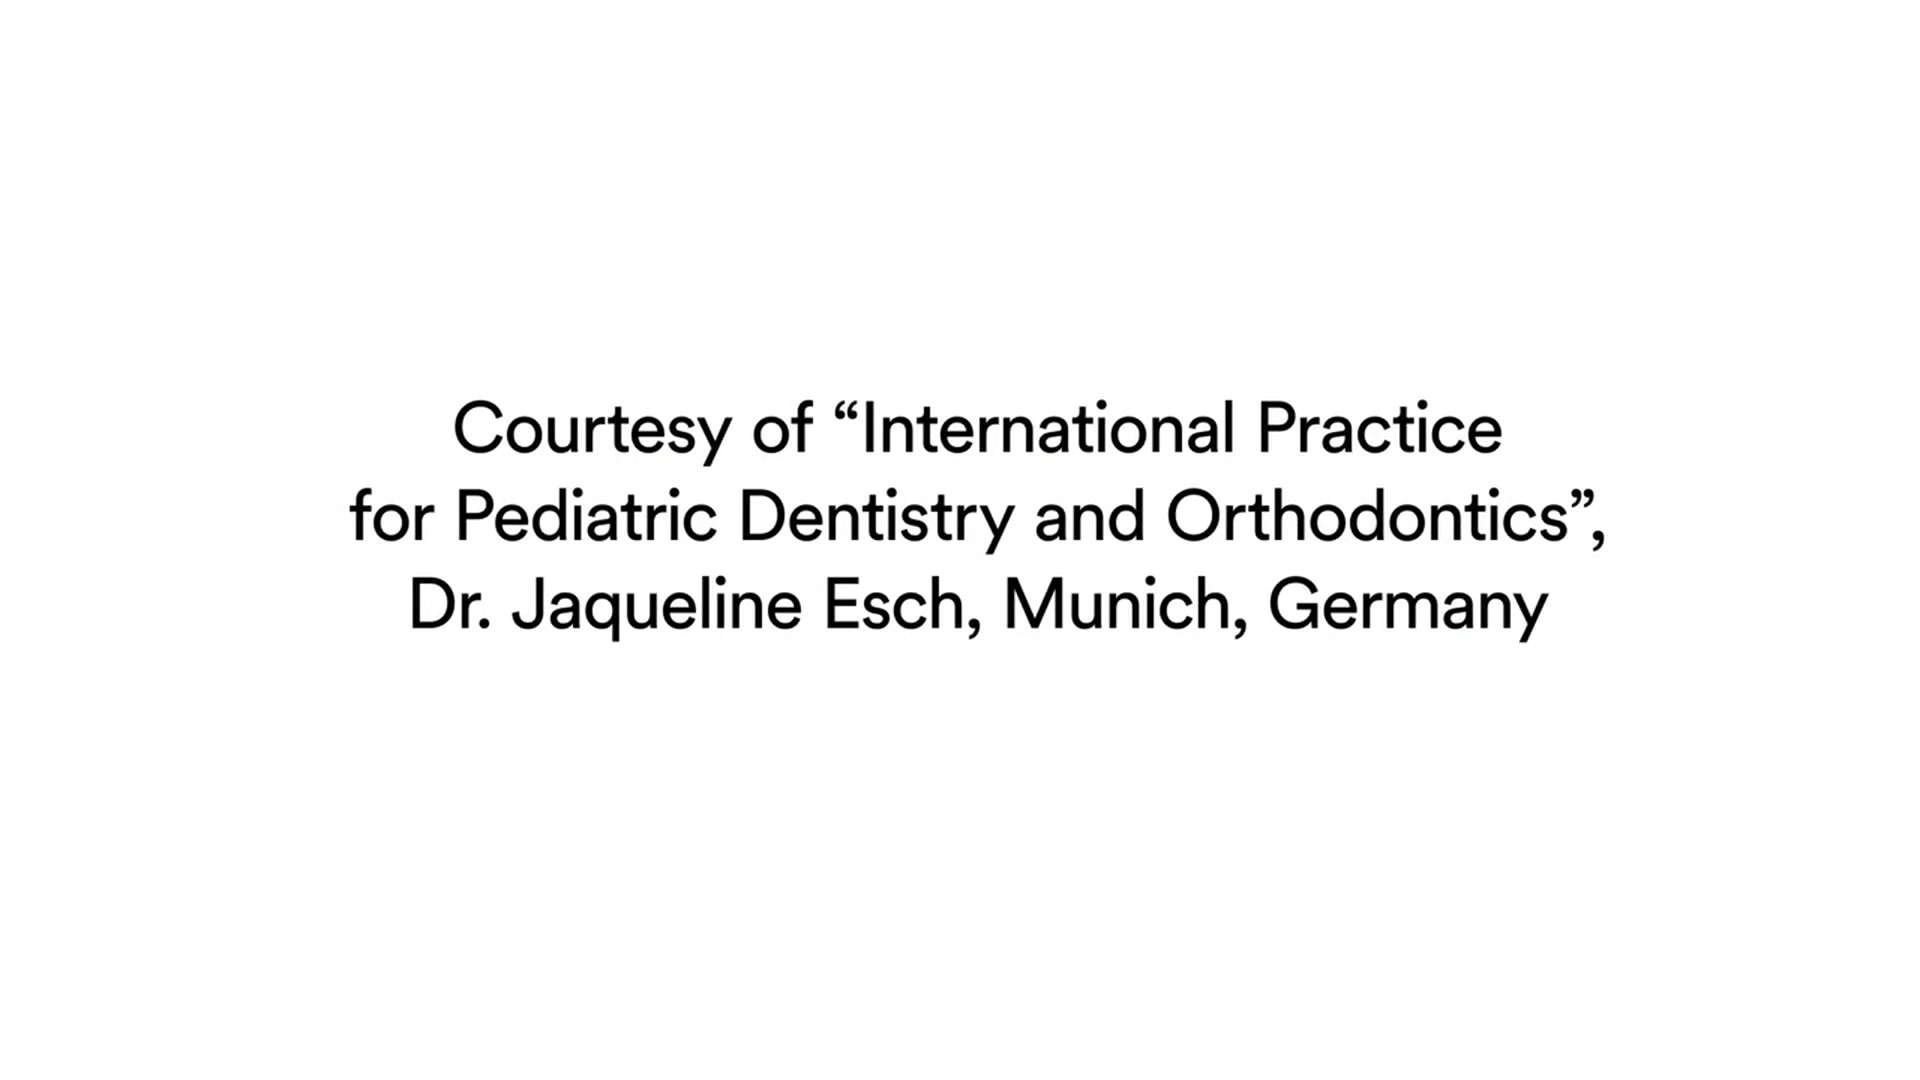 Courtesy of “International Practice
for Pediatric Dentistry and Orthodontics”,
Dr. Jaqueline Esch, Munich, Germany